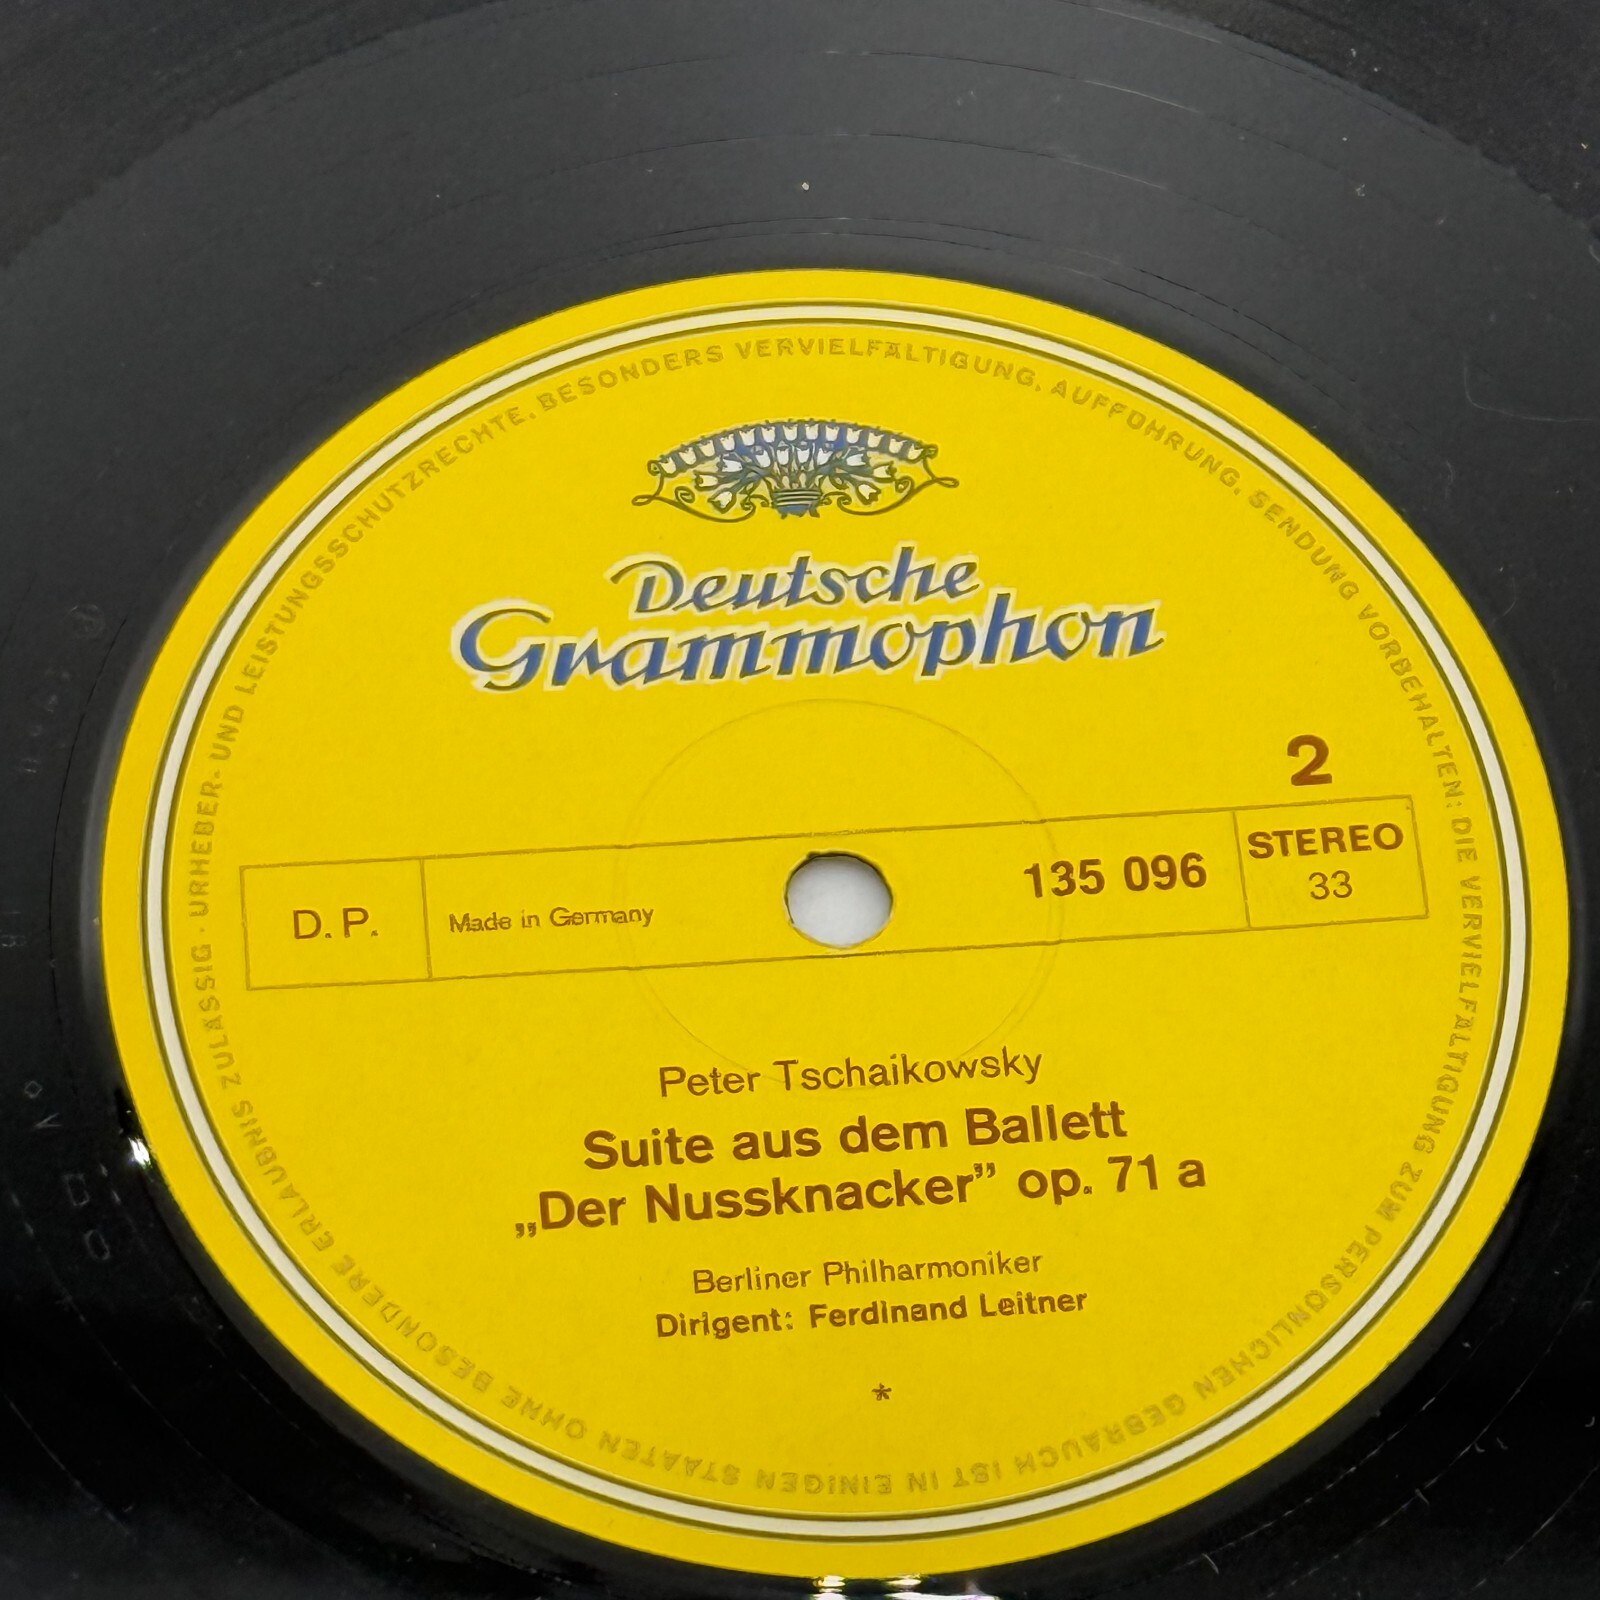 Deutsche
Grammophon
2
D. P.
Made in Germany
135 096
STEREO
33
Peter Tschaikowsky
Suite aus dem Ballett
„Der Nussknacker” op. 71 a
Berliner Philharmoniker
Dirigent: Ferdinand Leitner
*
URHEBER- UND LEISTUNGSSCHUTZRECHTE, BESONDERS VERVIELFÄLTIGUNG, AUFFÜHRUNG, SENDUNG VORBEHALTEN: DIE VERVIELFÄLTIGUNG ZUM PERSÖNLICHEN GEBRAUCH IST IN EINIGEN STAATEN OHNE BESONDERE ERLAUBNIS ZULÄSSIG ·